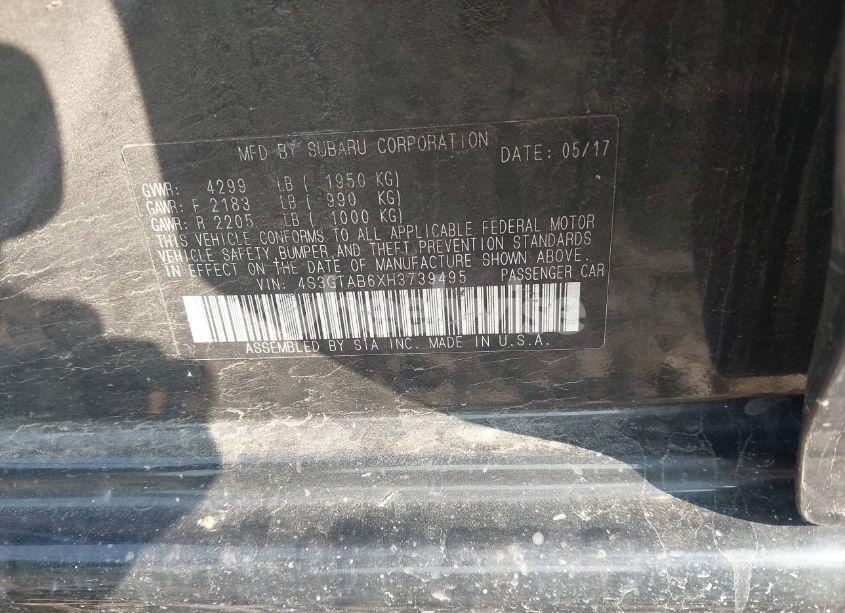 MFD BY SUBARU CORPORATION DATE: 05/17
GVWR: 4299 LB ( 1950 KG)
GAWR: F 2183 LB ( 990 KG)
GAWR: R 2205 LB ( 1000 KG)
THIS VEHICLE CONFORMS TO ALL APPLICABLE FEDERAL MOTOR
VEHICLE SAFETY, BUMPER, AND THEFT PREVENTION STANDARDS
IN EFFECT ON THE DATE OF MANUFACTURE SHOWN ABOVE.
VIN: 4S3GTAB6XH3739495 PASSENGER CAR
ASSEMBLED BY SIA INC. MADE IN U.S.A.